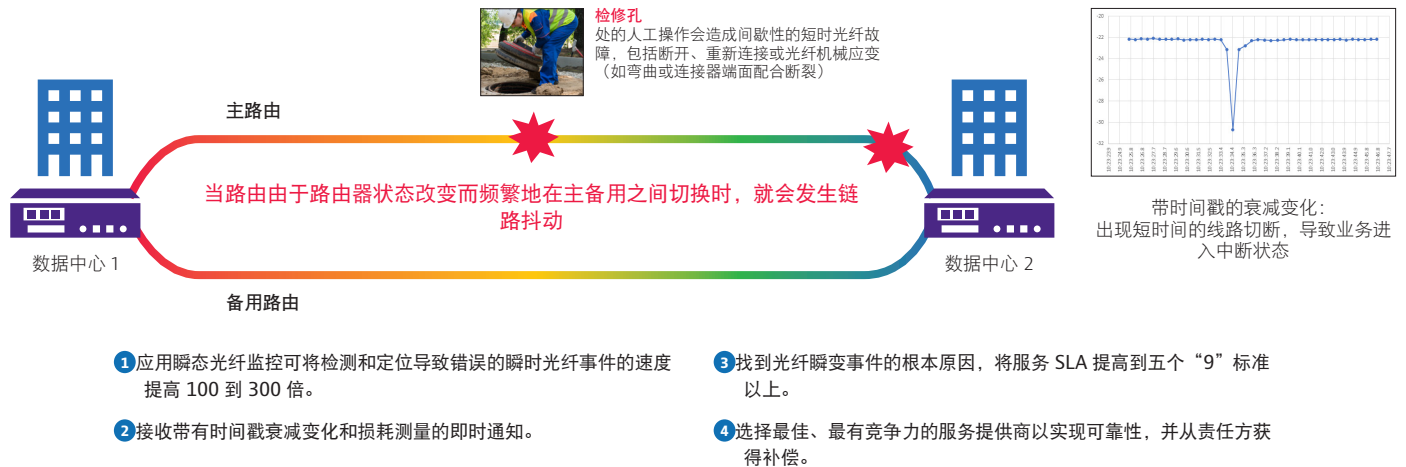 检修孔
处的人工操作会造成间歇性的短时光纤故
障，包括断开、重新连接或光纤机械应变
（如弯曲或连接器端面配合断裂）
主路由
当路由由于路由器状态改变而频繁地在主备用之间切换时，就会发生链
路抖动
数据中心 1
数据中心 2
备用路由
-20
-22
-24
-26
-28
-30
-32
带时间戳的衰减变化：
出现短时间的线路切断，导致业务进
入中断状态
1 应用瞬态光纤监控可将检测和定位导致错误的瞬时光纤事件的速度
提高 100 到 300 倍。
2 接收带有时间戳衰减变化和损耗测量的即时通知。
3 找到光纤瞬变事件的根本原因，将服务 SLA 提高到五个“9”标准
以上。
4 选择最佳、最有竞争力的服务提供商以实现可靠性，并从责任方获
得补偿。